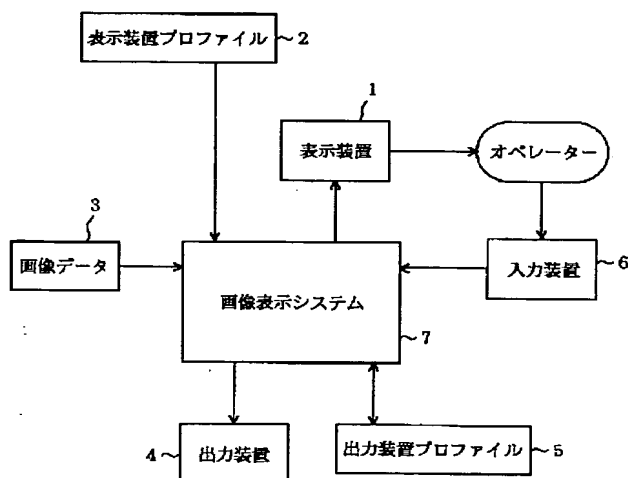 表示装置プロファイル ～2
1
表示装置
オペレーター
3
画像データ
画像表示システム
入力装置
～6
～7
4～ 出力装置
出力装置プロファイル ～5